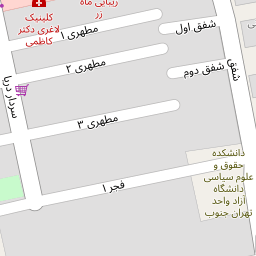 زیبایی ماه
زر
کلینیک
لاغری دکتر
کاظمی
مطهری ۱
شفق اول
مطهری ۲
شفق دوم
شفق
سردار دریا
مطهری ۳
دانشکده
حقوق و
علوم سیاسی
دانشگاه
آزاد واحد
تهران جنوب
فجر ۱